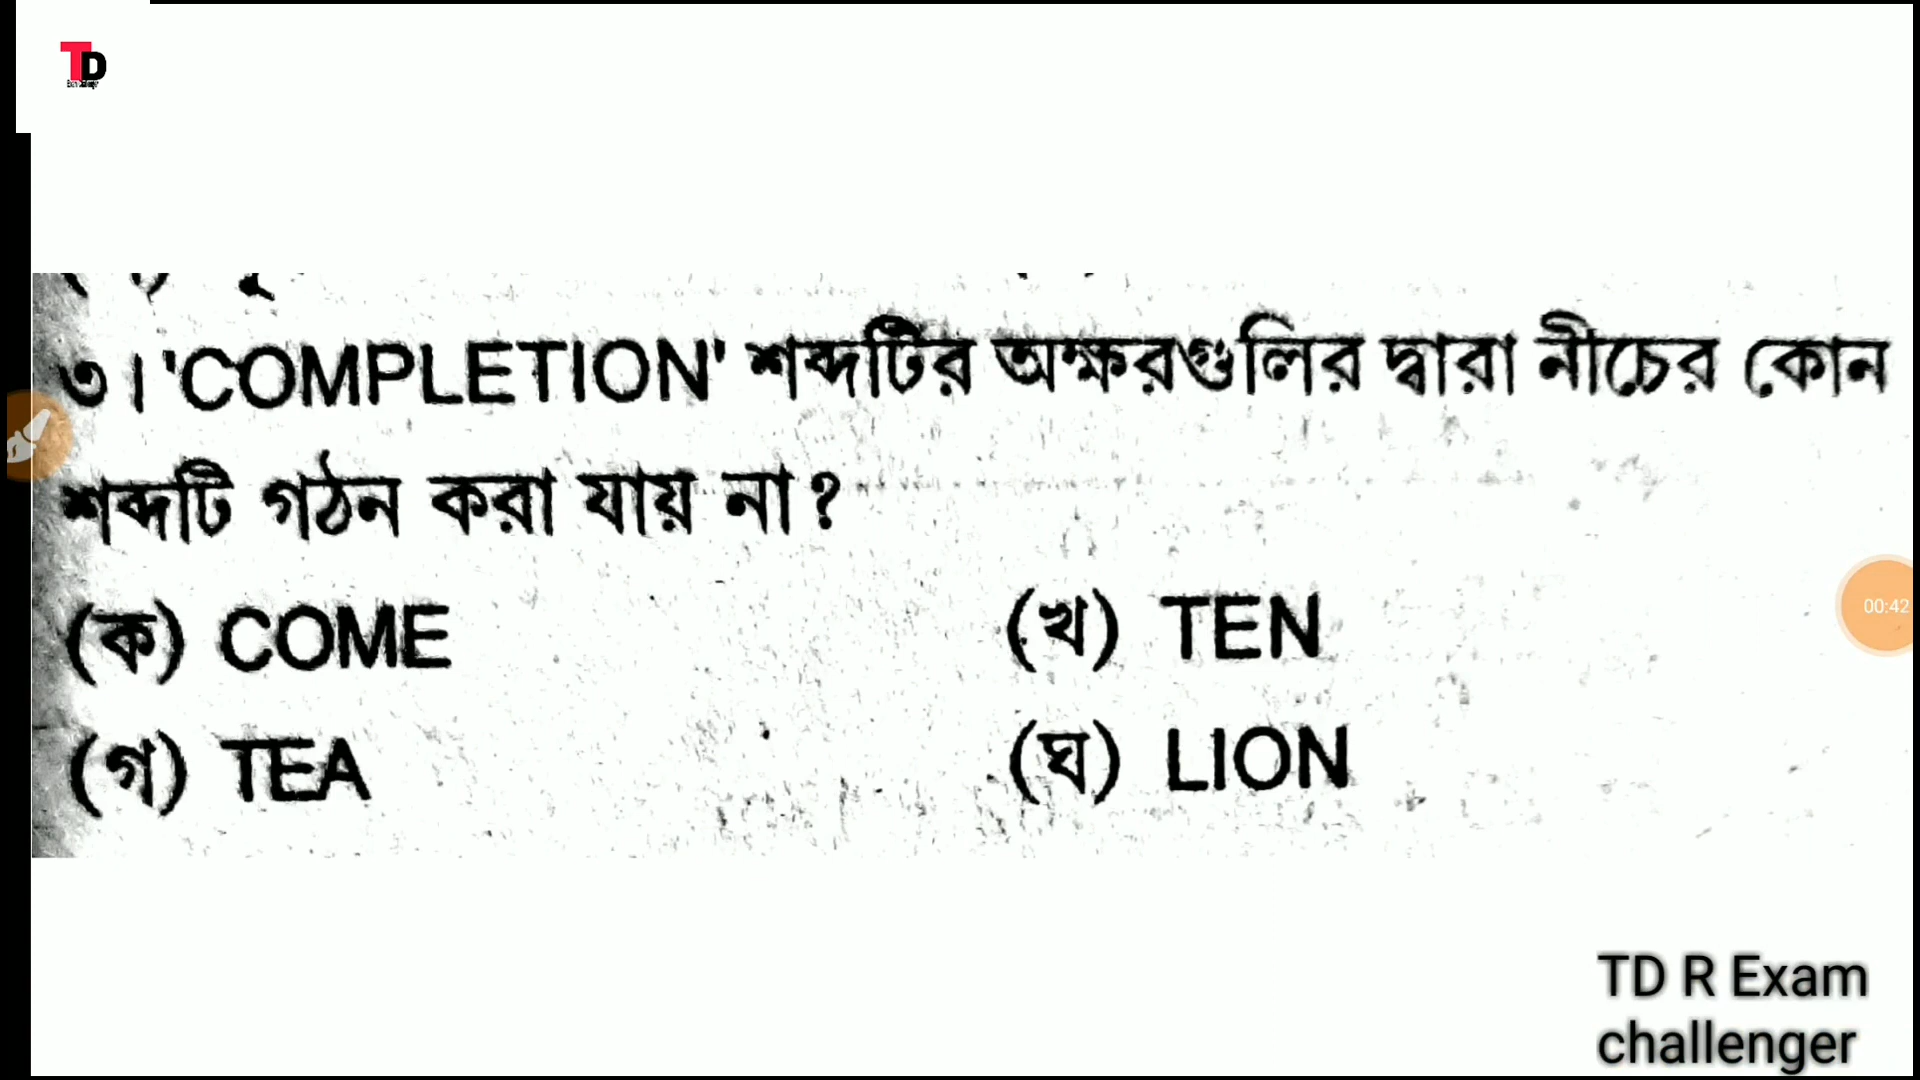 TD
৩। 'COMPLETION' শব্দটির অক্ষরগুলির দ্বারা নীচের কোন
শব্দটি গঠন করা যায় না?
(ক) COME (খ) TEN
(গ) TEA (ঘ) LION
00:42
TD R Exam
challenger